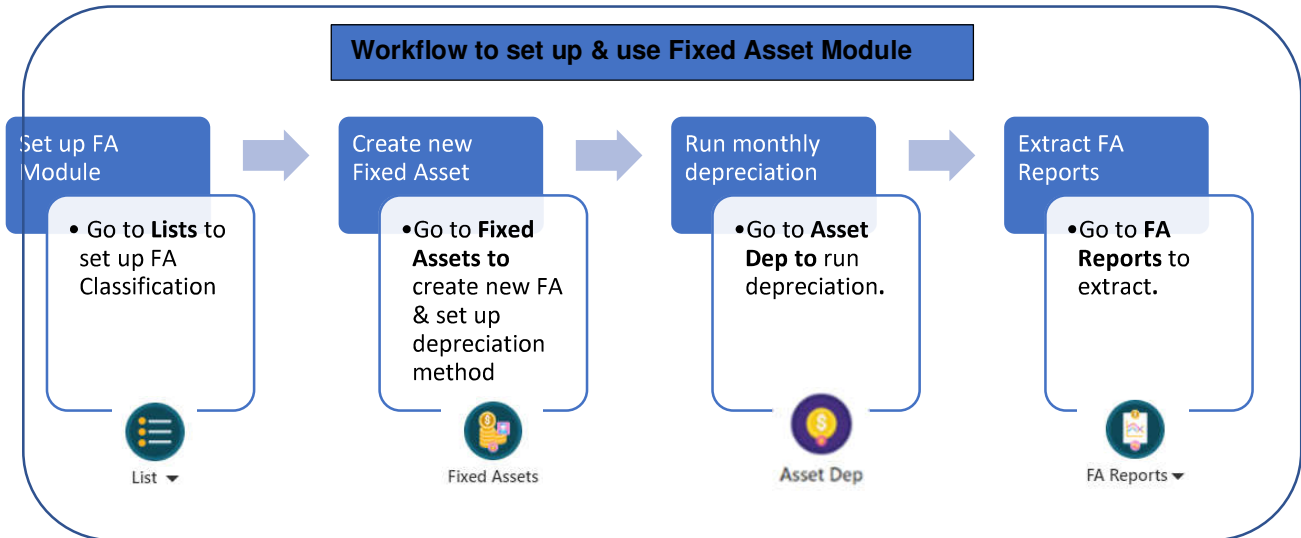 Workflow to set up & use Fixed Asset Module
Set up FA
Module
• Go to Lists to
set up FA
Classification
List
Create new
Fixed Asset
•Go to Fixed
Assets to
create new FA
& set up
depreciation
method
Fixed Assets
Run monthly
depreciation
•Go to Asset
Dep to run
depreciation.
Asset Dep
Extract FA
Reports
•Go to FA
Reports to
extract.
FA Reports